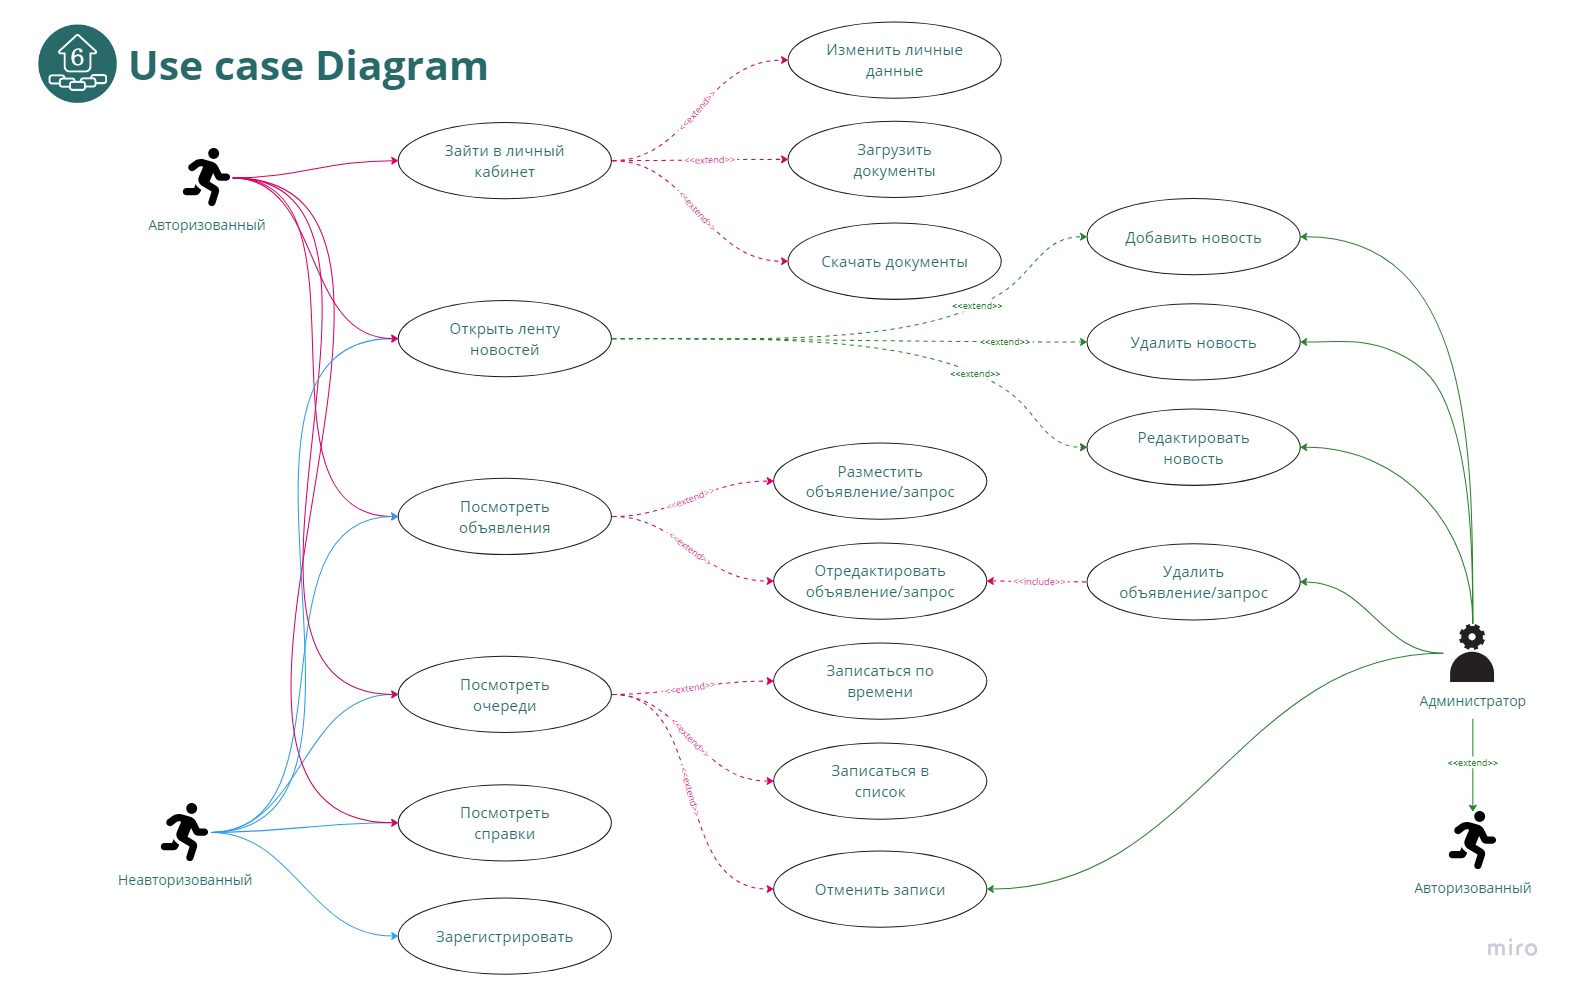 6
Use case Diagram
Авторизованный
Зайти в личный
кабинет
<<extend>>
<<extend>>
<<extend>>
Изменить личные
данные
Загрузить
документы
Скачать документы
Открыть ленту
новостей
<<extend>>
<<extend>>
<<extend>>
Добавить новость
Удалить новость
Редактировать
новость
Посмотреть
объявления
<<extend>>
<<extend>>
Разместить
объявление/запрос
Отредактировать
объявление/запрос
<<include>>
Удалить
объявление/запрос
Посмотреть
очереди
<<extend>>
<<extend>>
<<extend>>
Записаться по
времени
Записаться в
список
Отменить записи
Посмотреть
справки
Неавторизованный
Зарегистрировать
Администратор
<<extend>>
Авторизованный
miro